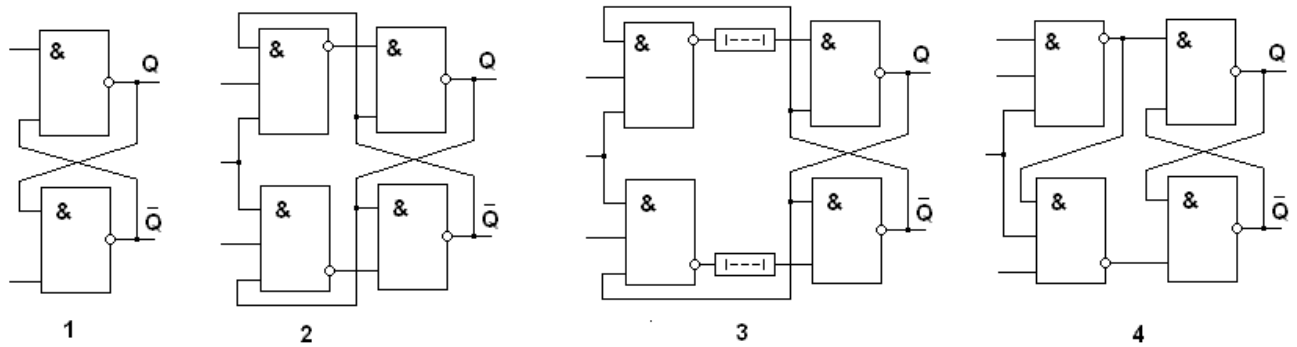 & Q & Q̄
1
& & Q & & Q̄
2
& |---| & Q & |---| & Q̄
3
& & Q & & Q̄
4